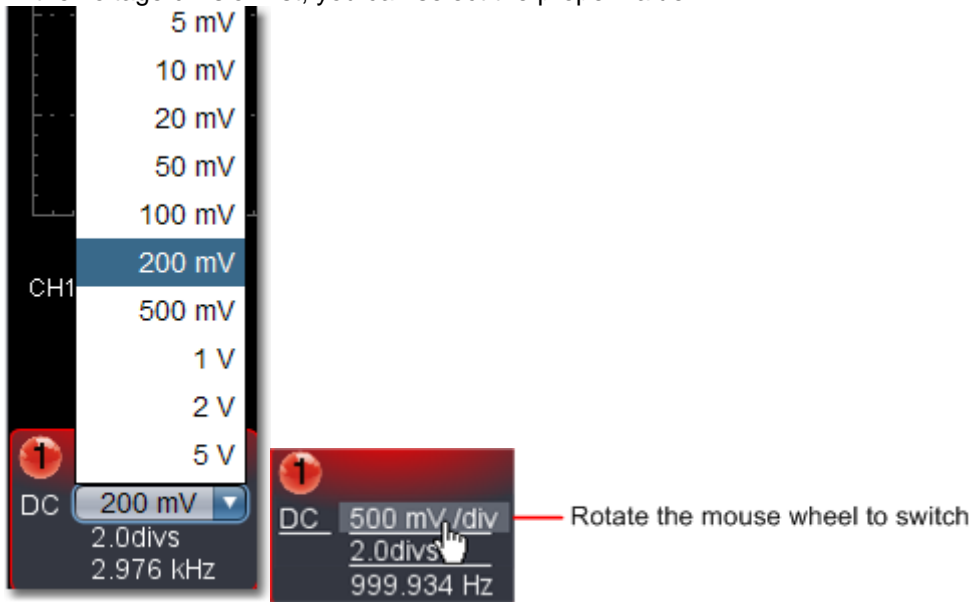 5 mV
10 mV
20 mV
50 mV
100 mV
200 mV
CH1
500 mV
1 V
2 V
1
5 V
DC 200 mV
2.0divs
2.976 kHz
1
DC 500 mV /div
2.0divs
999.934 Hz
Rotate the mouse wheel to switch